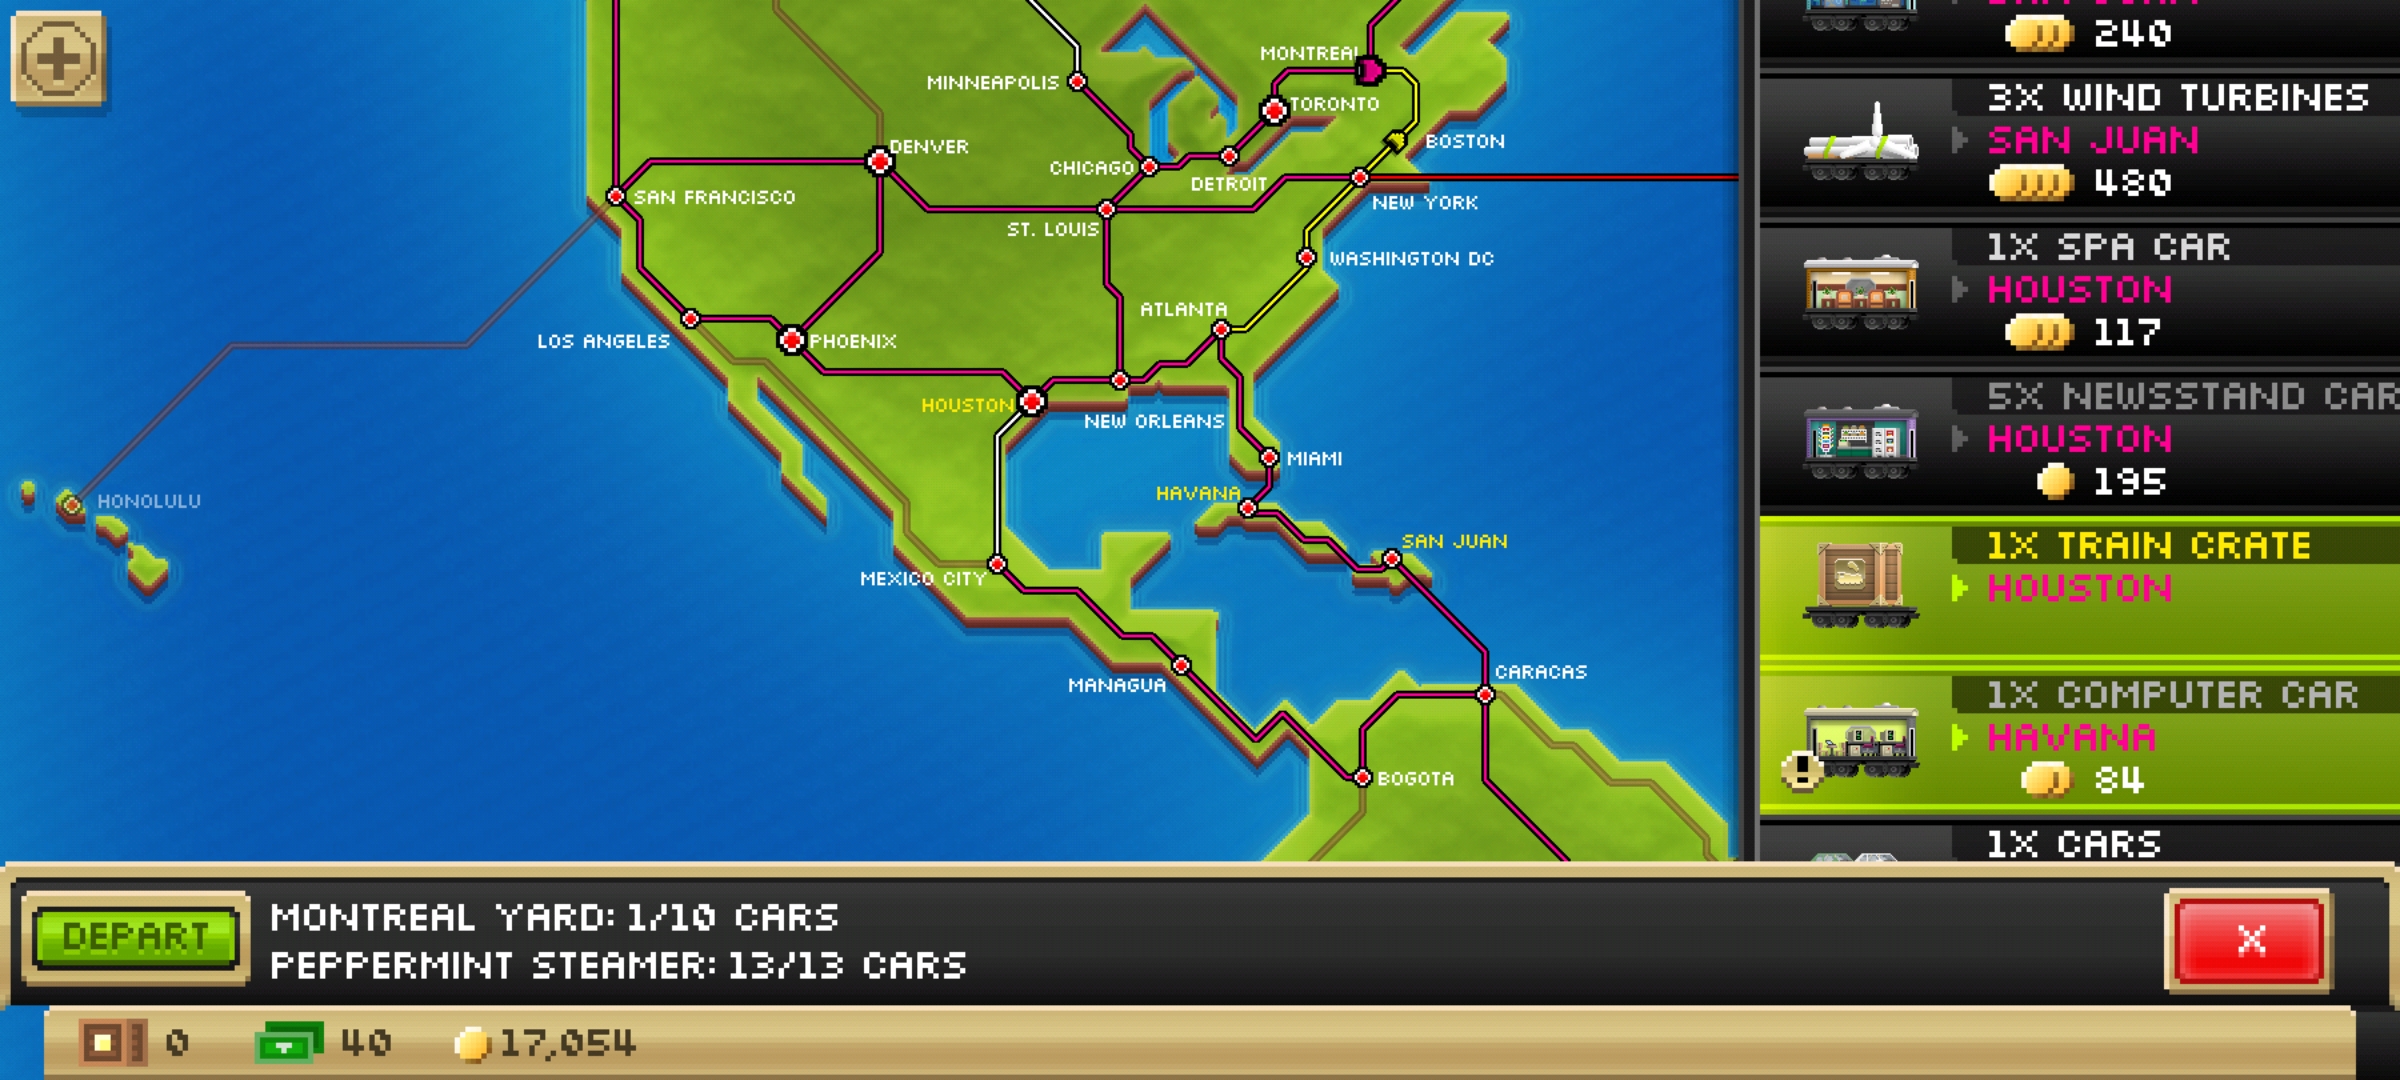 MONTREAL
MINNEAPOLIS
TORONTO
DENVER
BOSTON
CHICAGO
DETROIT
SAN FRANCISCO
NEW YORK
ST. LOUIS
WASHINGTON DC
ATLANTA
LOS ANGELES
PHOENIX
HOUSTON
NEW ORLEANS
MIAMI
HAVANA
HONOLULU
SAN JUAN
MEXICO CITY
CARACAS
MANAGUA
BOGOTA
240
3X WIND TURBINES
SAN JUAN
480
1X SPA CAR
HOUSTON
117
5X NEWSSTAND CAR
HOUSTON
195
1X TRAIN CRATE
HOUSTON
1X COMPUTER CAR
HAVANA
84
1X CARS
DEPART
MONTREAL YARD: 1/10 CARS
PEPPERMINT STEAMER: 13/13 CARS
X
0
40
17,054